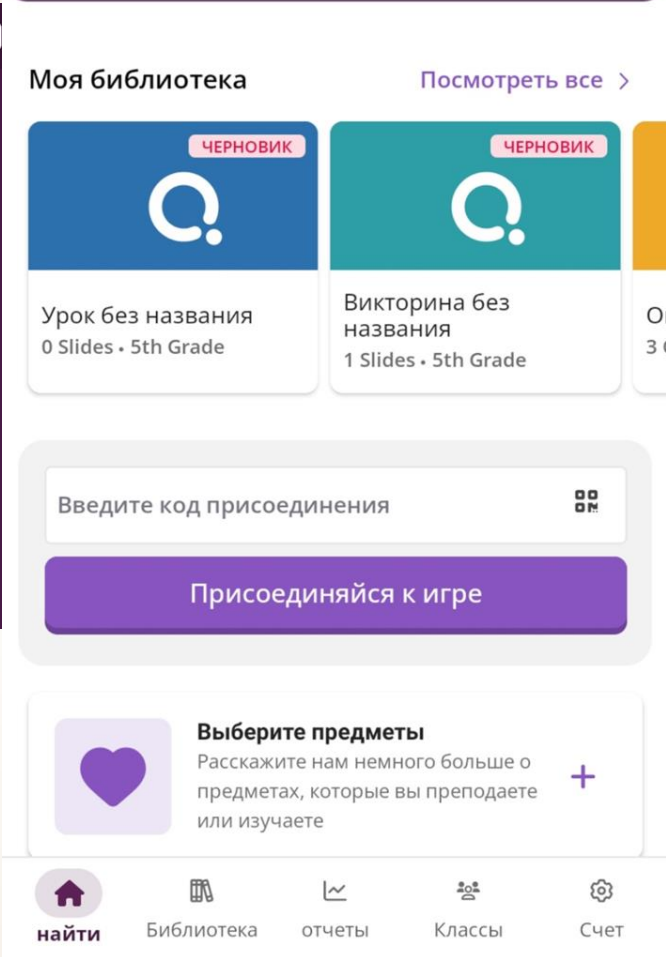 Моя библиотека
Посмотреть все
ЧЕРНОВИК
ЧЕРНОВИК
Урок без названия
0 Slides • 5th Grade
Викторина без
названия
1 Slides • 5th Grade
3
Введите код присоединения
Присоединяйся к игре
Выберите предметы
Расскажите нам немного больше о
предметах, которые вы преподаете
или изучаете
найти
Библиотека
отчеты
Классы
Счет